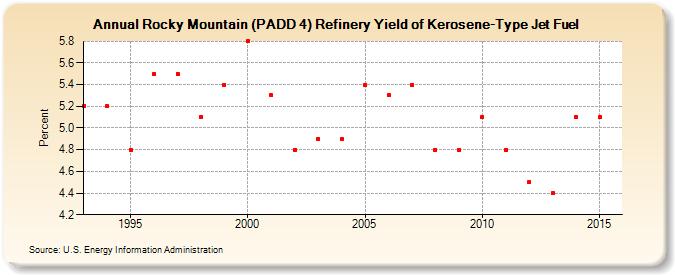 Annual Rocky Mountain (PADD 4) Refinery Yield of Kerosene-Type Jet Fuel
Percent
5.8
5.6
5.4
5.2
5.0
4.8
4.6
4.4
4.2
1995 2000 2005 2010 2015
Source: U.S. Energy Information Administration